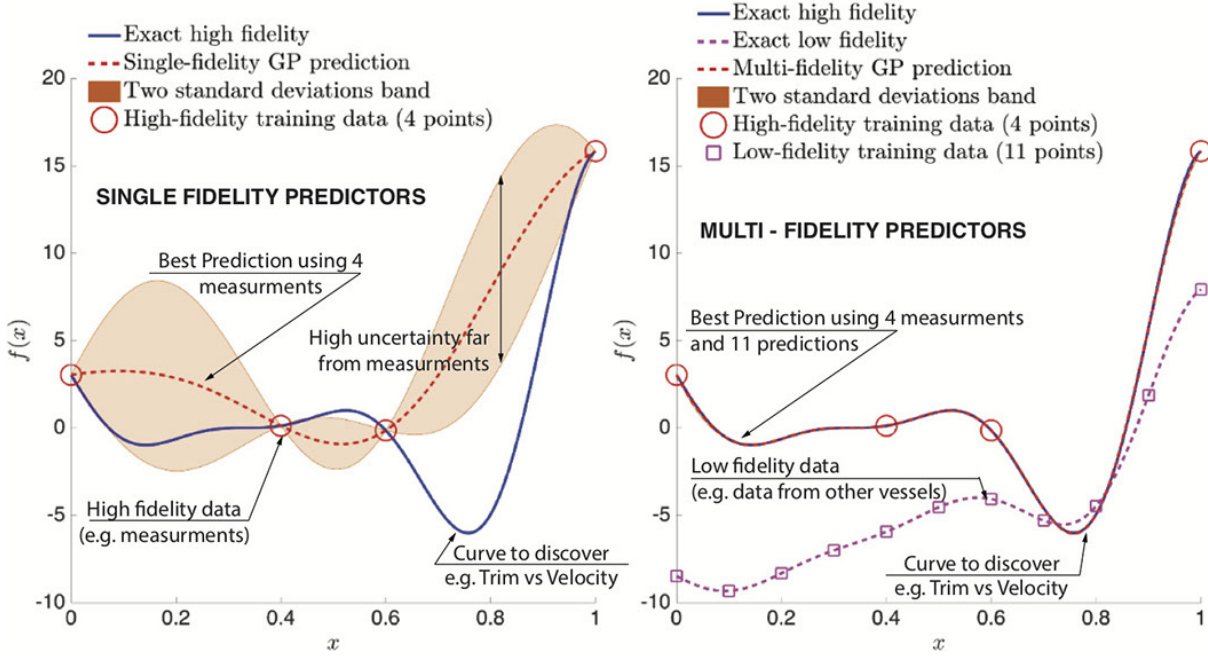 Exact high fidelity
Single-fidelity GP prediction
Two standard deviations band
High-fidelity training data (4 points)
20
15
10
5
0
-5
-10
f(x)
SINGLE FIDELITY PREDICTORS
Best Prediction using 4
measurments
High uncertainty far
from measurments
High fidelity data
(e.g. measurments)
Curve to discover
e.g. Trim vs Velocity
0
0.2
0.4
0.6
0.8
1
x
Exact high fidelity
Exact low fidelity
Multi-fidelity GP prediction
Two standard deviations band
High-fidelity training data (4 points)
Low-fidelity training data (11 points)
20
15
10
5
0
-5
-10
f(x)
MULTI - FIDELITY PREDICTORS
Best Prediction using 4 measurments
and 11 predictions
Low fidelity data
(e.g. data from other vessels)
Curve to discover
e.g. Trim vs Velocity
0
0.2
0.4
0.6
0.8
1
x